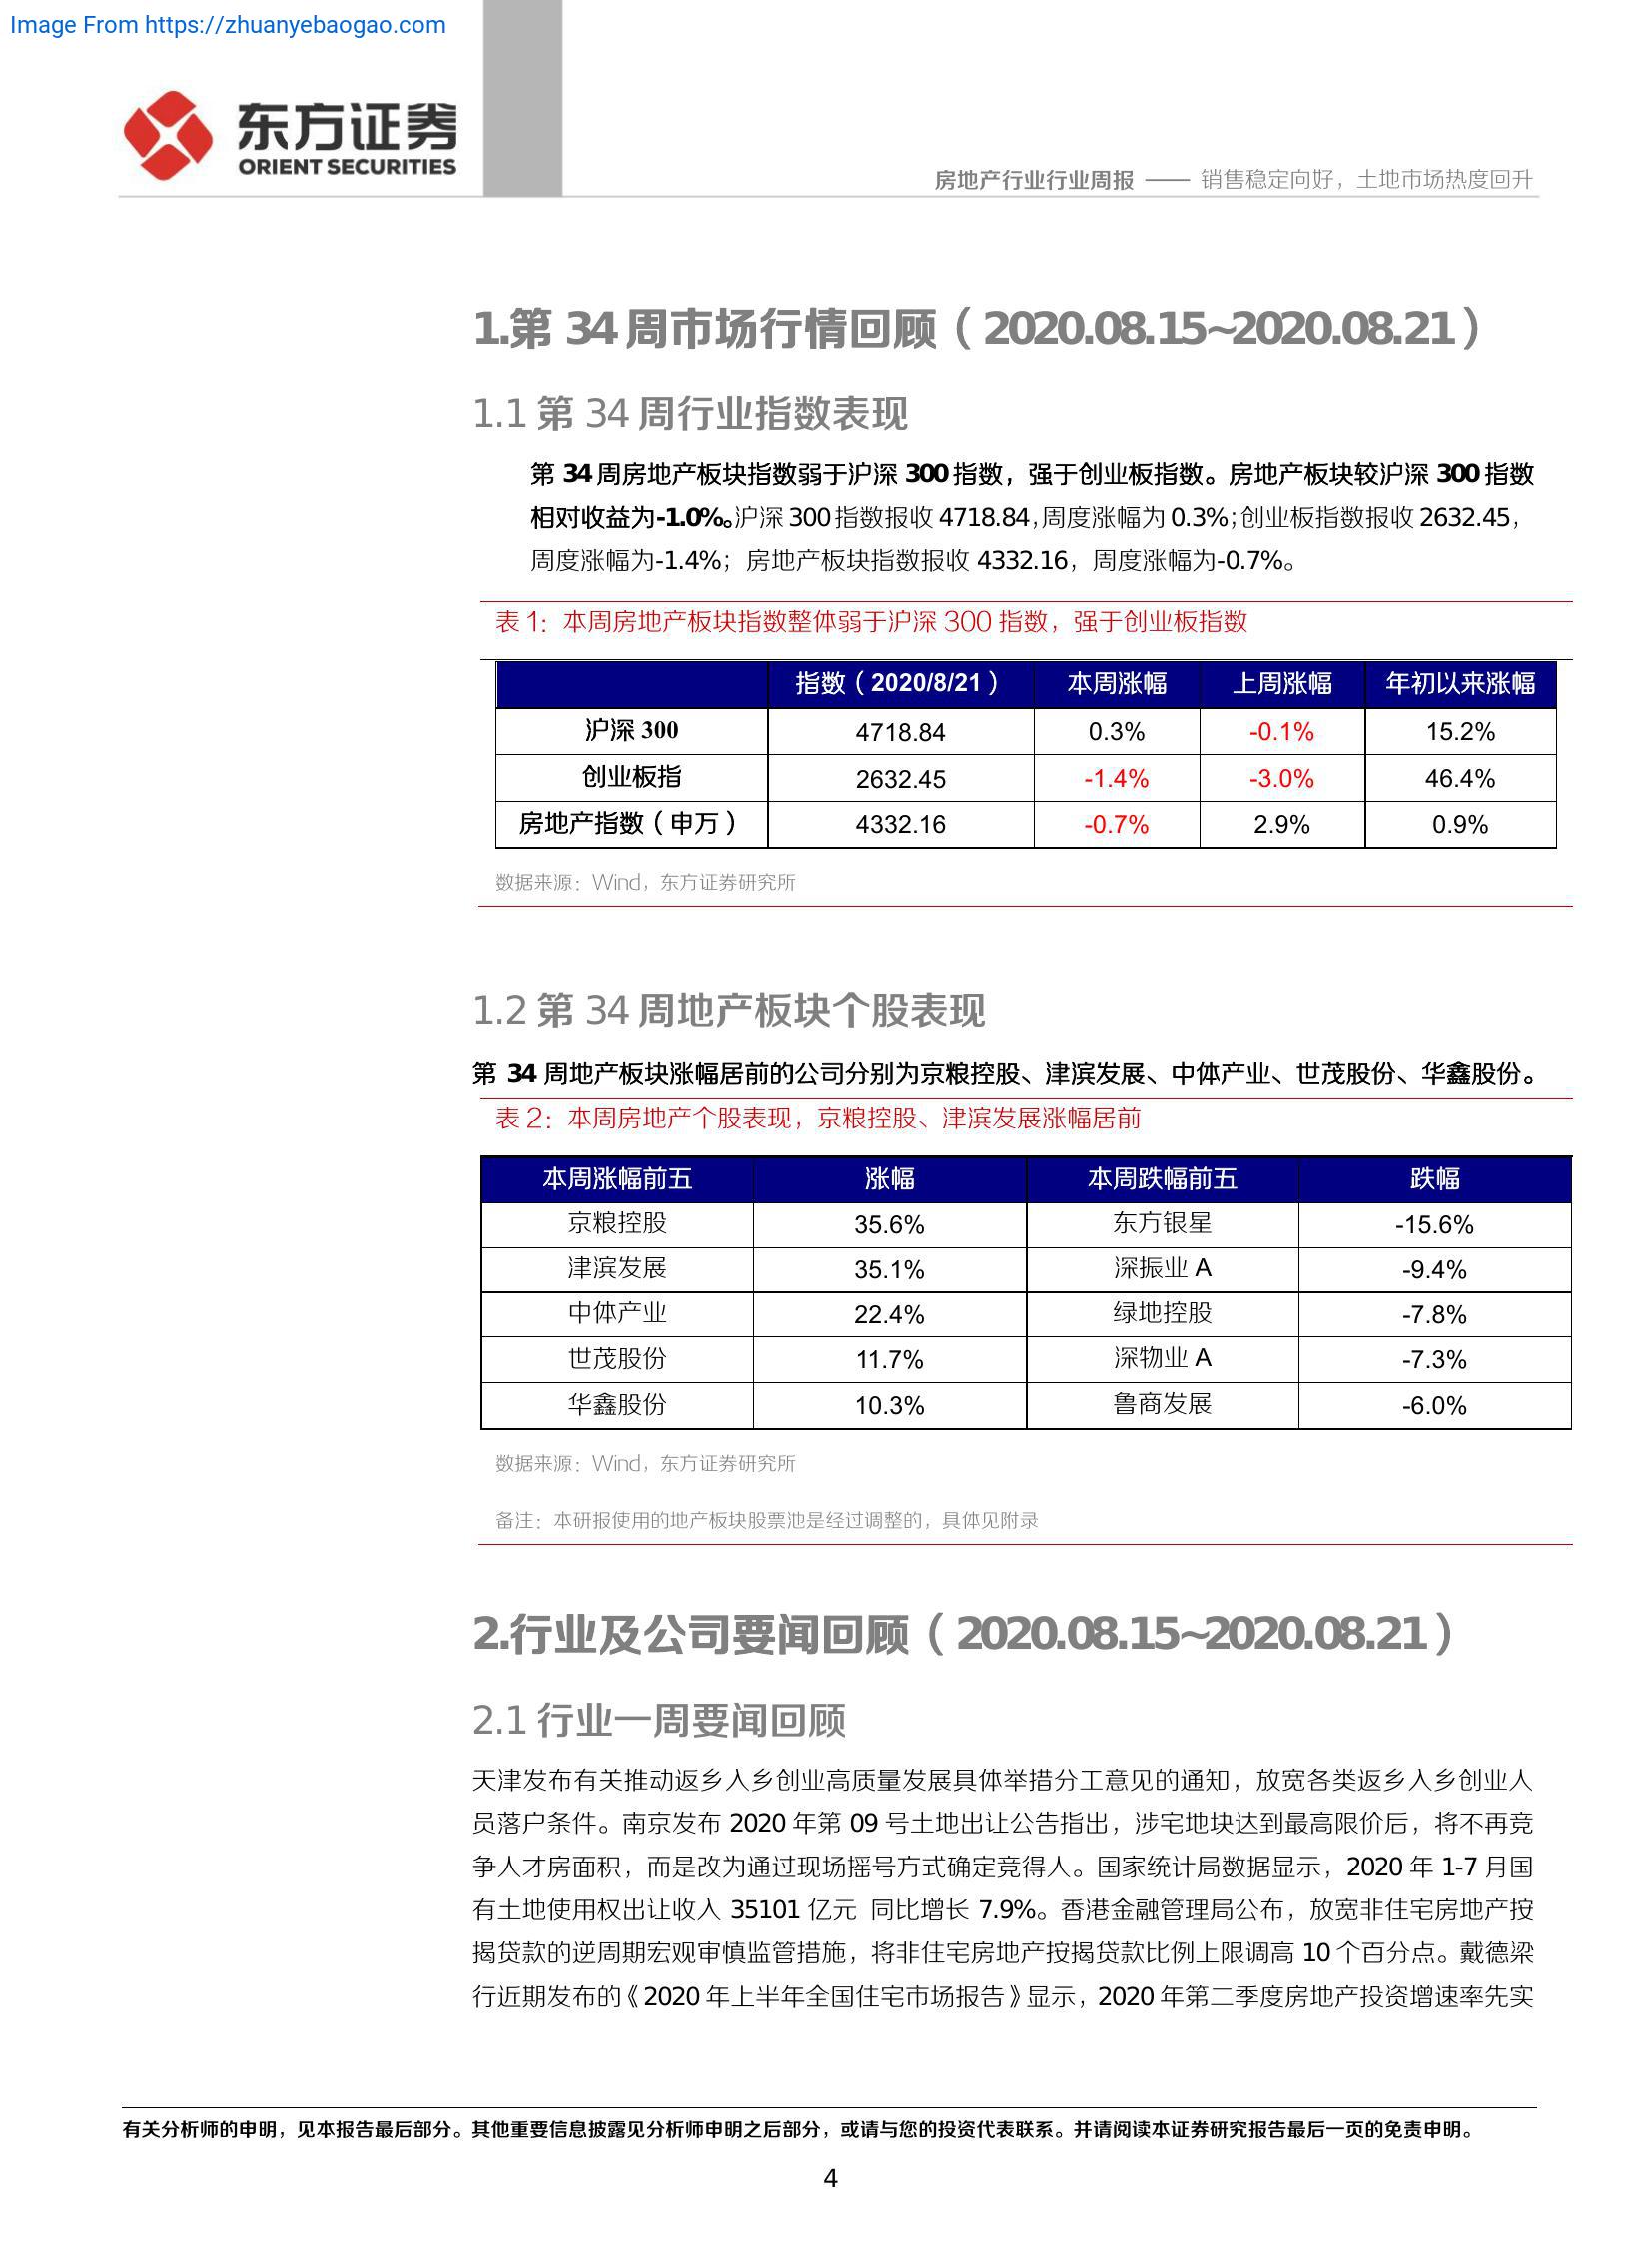 Image From https://zhuanyebaogao.com
东方证券
ORIENT SECURITIES
房地产行业行业周报 —— 销售稳定向好，土地市场热度回升
1.第 34 周市场行情回顾（2020.08.15~2020.08.21）
1.1 第 34 周行业指数表现
第 34 周房地产板块指数弱于沪深 300 指数，强于创业板指数。房地产板块较沪深 300 指数
相对收益为-1.0%。沪深 300 指数报收 4718.84，周度涨幅为 0.3%；创业板指数报收 2632.45，
周度涨幅为-1.4%；房地产板块指数报收 4332.16，周度涨幅为-0.7%。
表 1：本周房地产板块指数整体弱于沪深 300 指数，强于创业板指数
指数（2020/8/21） 本周涨幅 上周涨幅 年初以来涨幅
沪深 300 4718.84 0.3% -0.1% 15.2%
创业板指 2632.45 -1.4% -3.0% 46.4%
房地产指数（申万） 4332.16 -0.7% 2.9% 0.9%
数据来源：Wind，东方证券研究所
1.2 第 34 周地产板块个股表现
第 34 周地产板块涨幅居前的公司分别为京粮控股、津滨发展、中体产业、世茂股份、华鑫股份。
表 2：本周房地产个股表现，京粮控股、津滨发展涨幅居前
本周涨幅前五 涨幅 本周跌幅前五 跌幅
京粮控股 35.6% 东方银星 -15.6%
津滨发展 35.1% 深振业 A -9.4%
中体产业 22.4% 绿地控股 -7.8%
世茂股份 11.7% 深物业 A -7.3%
华鑫股份 10.3% 鲁商发展 -6.0%
数据来源：Wind，东方证券研究所
备注：本研报使用的地产板块股票池是经过调整的，具体见附录
2.行业及公司要闻回顾（2020.08.15~2020.08.21）
2.1 行业一周要闻回顾
天津发布有关推动返乡入乡创业高质量发展具体举措分工意见的通知，放宽各类返乡入乡创业人
员落户条件。南京发布 2020 年第 09 号土地出让公告指出，涉宅地块达到最高限价后，将不再竞
争人才房面积，而是改为通过现场摇号方式确定竞得人。国家统计局数据显示，2020 年 1-7 月国
有土地使用权出让收入 35101 亿元 同比增长 7.9%。香港金融管理局公布，放宽非住宅房地产按
揭贷款的逆周期宏观审慎监管措施，将非住宅房地产按揭贷款比例上限调高 10 个百分点。戴德梁
行近期发布的《2020 年上半年全国住宅市场报告》显示，2020 年第二季度房地产投资增速率先实
有关分析师的申明，见本报告最后部分。其他重要信息披露见分析师申明之后部分，或请与您的投资代表联系。并请阅读本证券研究报告最后一页的免责申明。
4